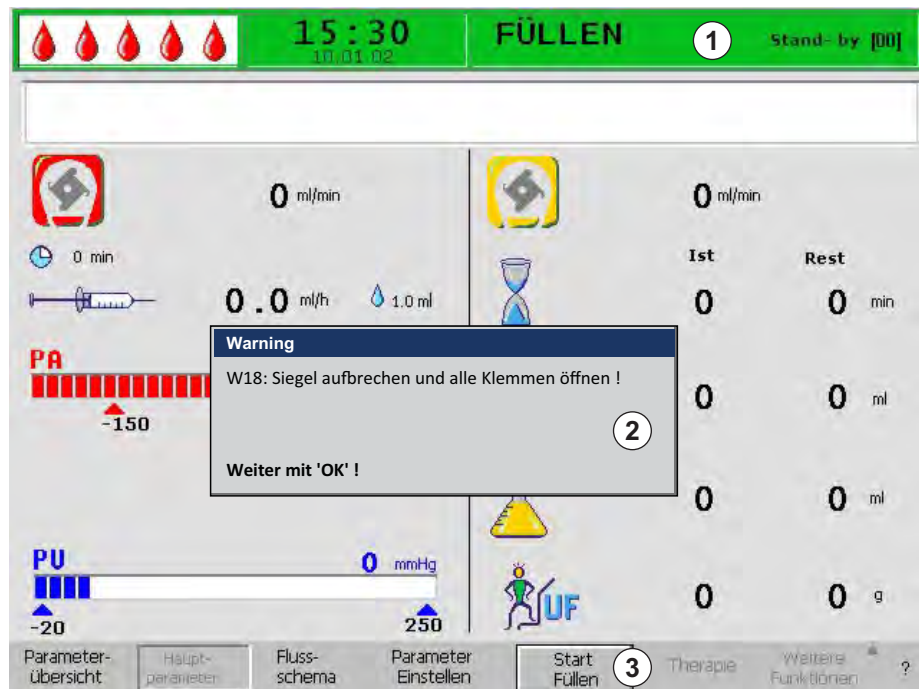 15:30
10.01.02
FÜLLEN
1
Stand-by [00]
0 ml/min
0 ml/min
0 min
Ist Rest
0.0 ml/h 1.0 ml
0 0 min
Warning
W18: Siegel aufbrechen und alle Klemmen öffnen !
2
Weiter mit 'OK' !
PA
-150
0 0 ml
0 0 ml
PV 0 mmHg
-20 250
UF 0 0 g
Parameter-
übersicht
Haupt-
parameter
Fluss-
schema
Parameter
Einstellen
Start
Füllen
3
Therapie
Weitere
Funktionen
?